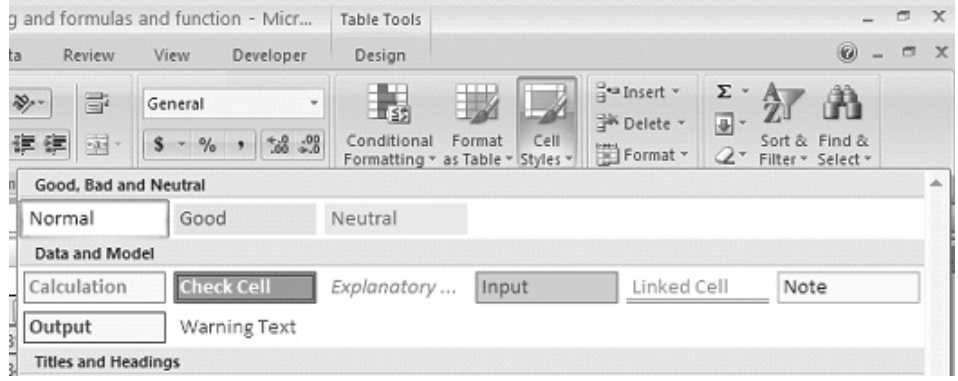 g and formulas and function - Micr... Table Tools
ta Review View Developer Design
General
Insert
Σ
Delete
$ % , .00
Conditional Formatting Format as Table Cell Styles
Format
Sort & Filter Find & Select
Good, Bad and Neutral
Normal Good Neutral
Data and Model
Calculation Check Cell Explanatory ... Input Linked Cell Note
Output Warning Text
Titles and Headings